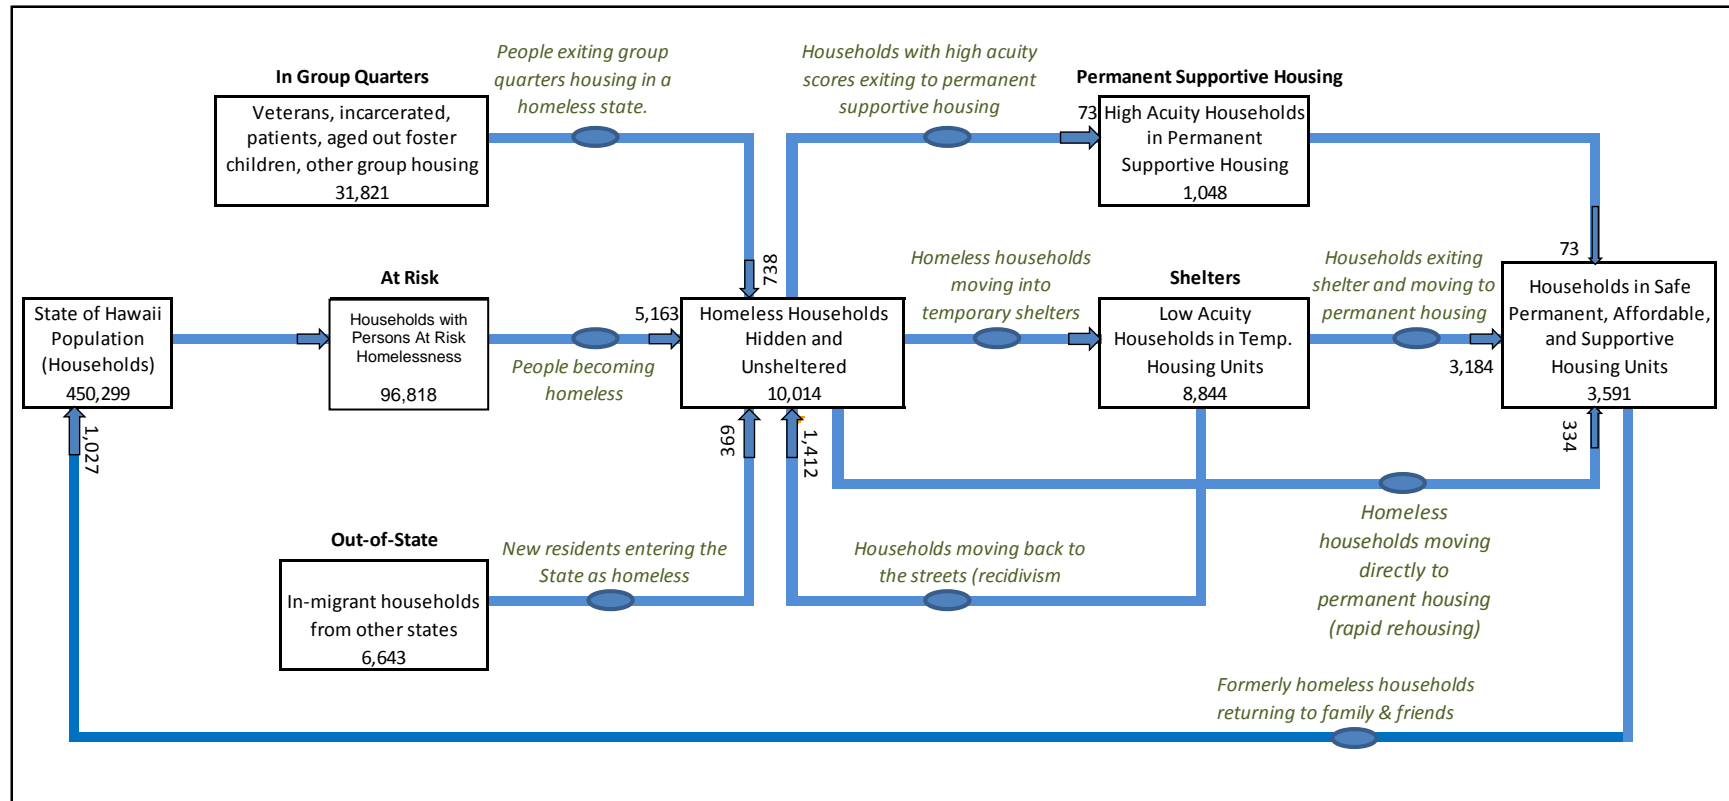 In Group Quarters
Veterans, incarcerated,
patients, aged out foster
children, other group housing
31,821
People exiting group
quarters housing in a
homeless state.
738
Households with high acuity
scores exiting to permanent
supportive housing
Permanent Supportive Housing
73
High Acuity Households
in Permanent
Supportive Housing
1,048
73
State of Hawaii
Population
(Households)
450,299
1,027
At Risk
Households with
Persons At Risk
Homelessness
96,818
5,163
People becoming
homeless
Homeless Households
Hidden and
Unsheltered
10,014
Homeless households
moving into
temporary shelters
Shelters
Low Acuity
Households in Temp.
Housing Units
8,844
Households exiting
shelter and moving to
permanent housing
3,184
Households in Safe
Permanent, Affordable,
and Supportive
Housing Units
3,591
399
1,412
334
Out-of-State
In-migrant households
from other states
6,643
New residents entering the
State as homeless
Households moving back to
the streets (recidivism
Homeless
households moving
directly to
permanent housing
(rapid rehousing)
Formerly homeless households
returning to family & friends